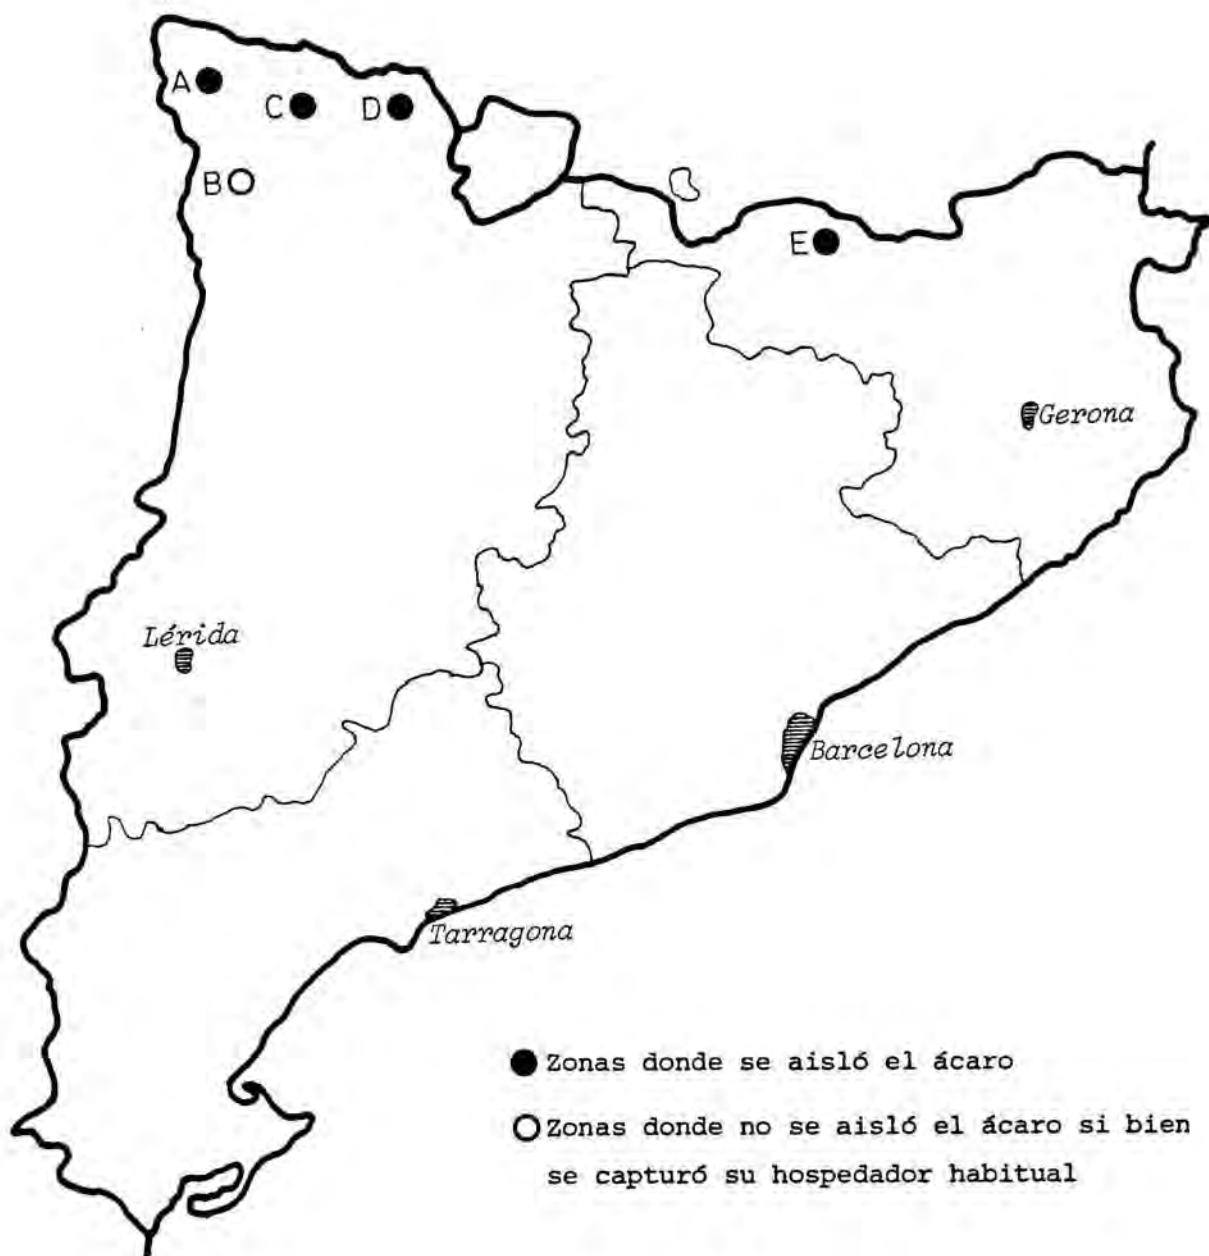 A
C
D
B
E
Gerona
Lérida
Barcelona
Tarragona
Zonas donde se aisló el ácaro
Zonas donde no se aisló el ácaro si bien
se capturó su hospedador habitual